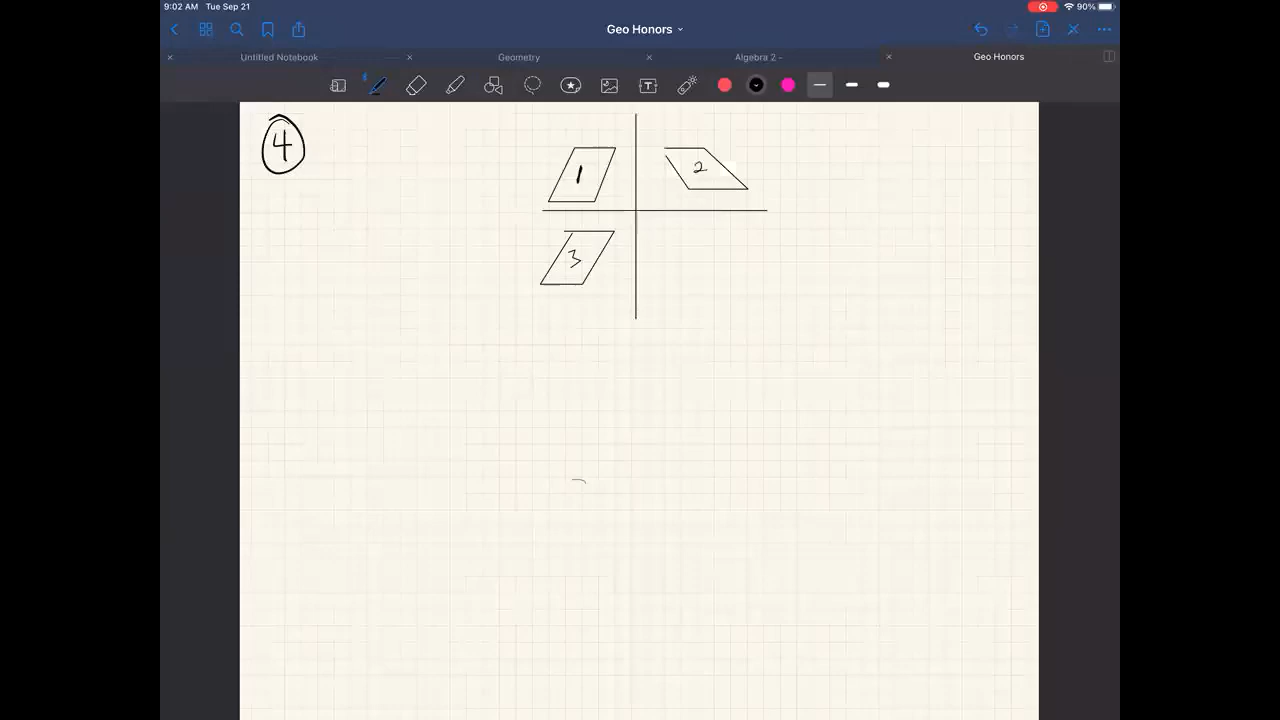 9:02 AM Tue Sep 21
90%
Geo Honors
Untitled Notebook
Geometry
Algebra 2 -
Geo Honors
T
4
1
2
3